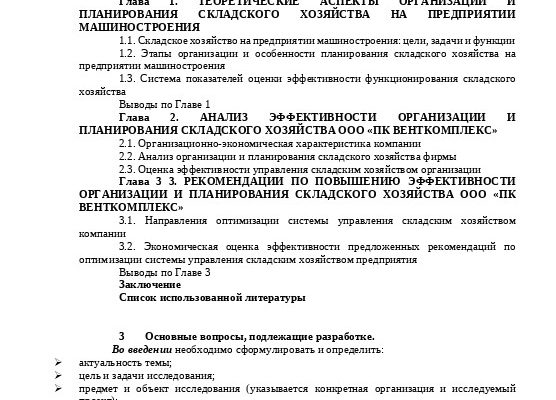 Глава 1. ТЕОРЕТИЧЕСКИЕ АСПЕКТЫ ОРГАНИЗАЦИИ И
ПЛАНИРОВАНИЯ СКЛАДСКОГО ХОЗЯЙСТВА НА ПРЕДПРИЯТИИ
МАШИНОСТРОЕНИЯ
1.1. Складское хозяйство на предприятии машиностроения: цели, задачи и функции
1.2. Этапы организации и особенности планирования складского хозяйства на
предприятии машиностроения
1.3. Система показателей оценки эффективности функционирования складского
хозяйства
Выводы по Главе 1
Глава 2. АНАЛИЗ ЭФФЕКТИВНОСТИ ОРГАНИЗАЦИИ И
ПЛАНИРОВАНИЯ СКЛАДСКОГО ХОЗЯЙСТВА ООО «ПК ВЕНТКОМПЛЕКС»
2.1. Организационно-экономическая характеристика компании
2.2. Анализ организации и планирования складского хозяйства фирмы
2.3. Оценка эффективности управления складским хозяйством организации
Глава 3 3. РЕКОМЕНДАЦИИ ПО ПОВЫШЕНИЮ ЭФФЕКТИВНОСТИ
ОРГАНИЗАЦИИ И ПЛАНИРОВАНИЯ СКЛАДСКОГО ХОЗЯЙСТВА ООО «ПК
ВЕНТКОМПЛЕКС»
3.1. Направления оптимизации системы управления складским хозяйством
компании
3.2. Экономическая оценка эффективности предложенных рекомендаций по
оптимизации системы управления складским хозяйством предприятия
Выводы по Главе 3
Заключение
Список использованной литературы
3 Основные вопросы, подлежащие разработке.
Во введении необходимо сформулировать и определить:
➢ актуальность темы;
➢ цель и задачи исследования;
➢ предмет и объект исследования (указывается конкретная организация и исследуемый